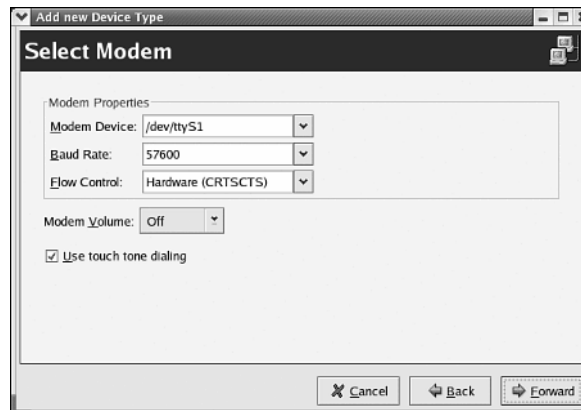 Add new Device Type
Select Modem
Modem Properties
Modem Device: /dev/ttyS1
Baud Rate: 57600
Flow Control: Hardware (CRTSCTS)
Modem Volume: Off
Use touch tone dialing
Cancel Back Forward